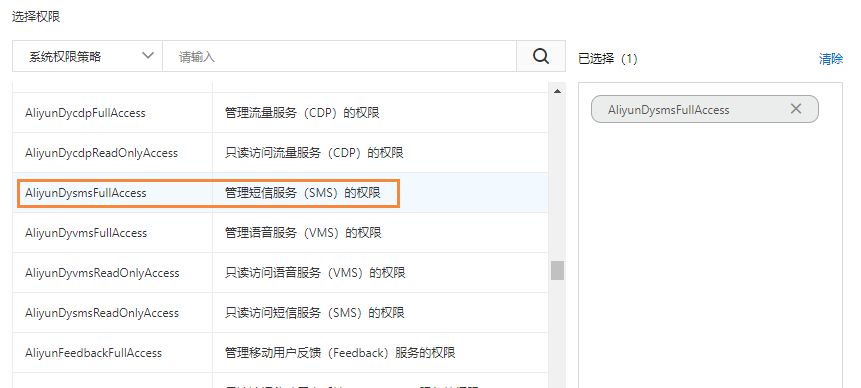 选择权限
系统权限策略 请输入
已选择（1） 清除
AliyunDycdpFullAccess 管理流量服务（CDP）的权限
AliyunDysmsFullAccess
AliyunDycdpReadOnlyAccess 只读访问流量服务（CDP）的权限
AliyunDysmsFullAccess 管理短信服务（SMS）的权限
AliyunDyvmsFullAccess 管理语音服务（VMS）的权限
AliyunDyvmsReadOnlyAccess 只读访问语音服务（VMS）的权限
AliyunDysmsReadOnlyAccess 只读访问短信服务（SMS）的权限
AliyunFeedbackFullAccess 管理移动用户反馈（Feedback）服务的权限